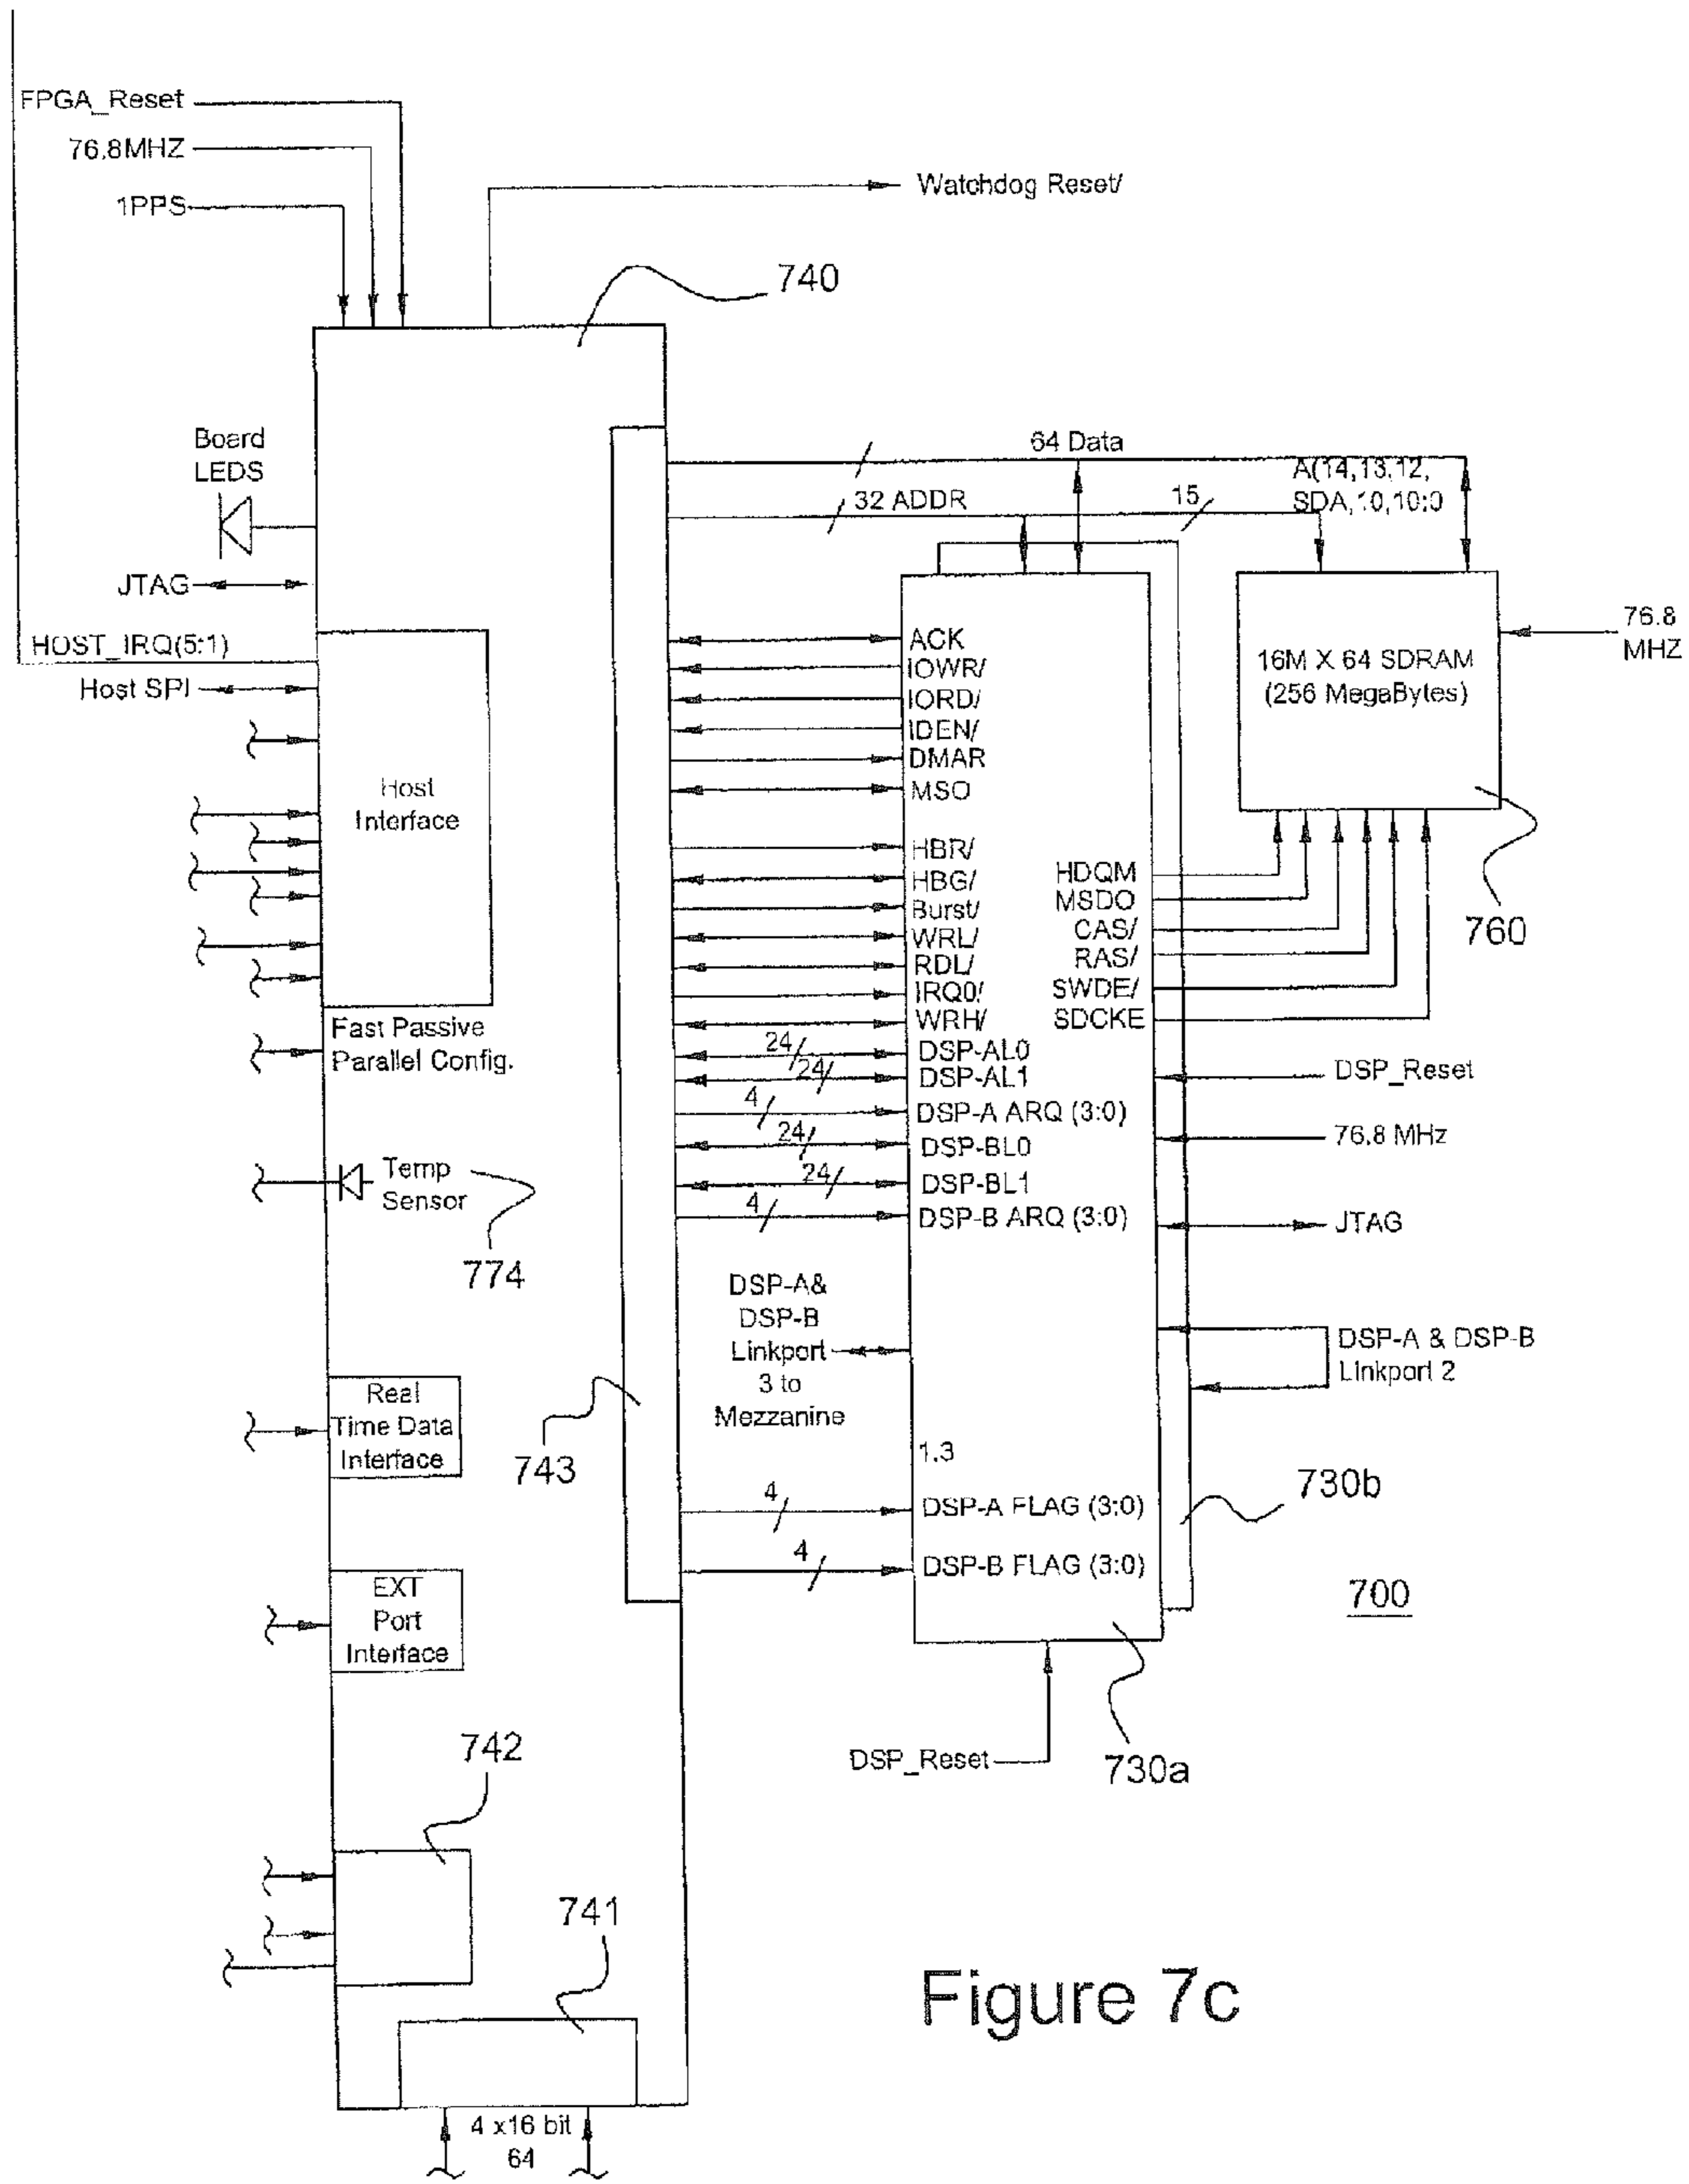 FPGA_Reset
76.8MHZ
1PPS
Watchdog Reset/
740
Board
LEDS
64 Data
A(14,13,12,
SDA,10,10:0
32 ADDR
15
JTAG
HOST_IRQ(5:1)
Host SPI
Host
Interface
ACK
IOWR/
IORD/
IDEN/
DMAR
MSO
HBR/
HBG/
Burst/
WRL/
RDL/
IRQ0/
WRH/
24
DSP-AL0
24
DSP-AL1
4
DSP-A ARQ (3:0)
24
DSP-BL0
24
DSP-BL1
4
DSP-B ARQ (3:0)
16M X 64 SDRAM
(256 MegaBytes)
76.8
MHZ
HDQM
MSDO
CAS/
RAS/
SWDE/
SDCKE
760
Fast Passive
Parallel Config.
DSP_Reset
76.8 MHz
JTAG
Temp
Sensor
774
DSP-A&
DSP-B
Linkport
3 to
Mezzanine
DSP-A & DSP-B
Linkport 2
Real
Time Data
Interface
743
1.3
730b
4
DSP-A FLAG (3:0)
4
DSP-B FLAG (3:0)
EXT
Port
Interface
700
742
DSP_Reset
730a
741
Figure 7c
4 x16 bit
64